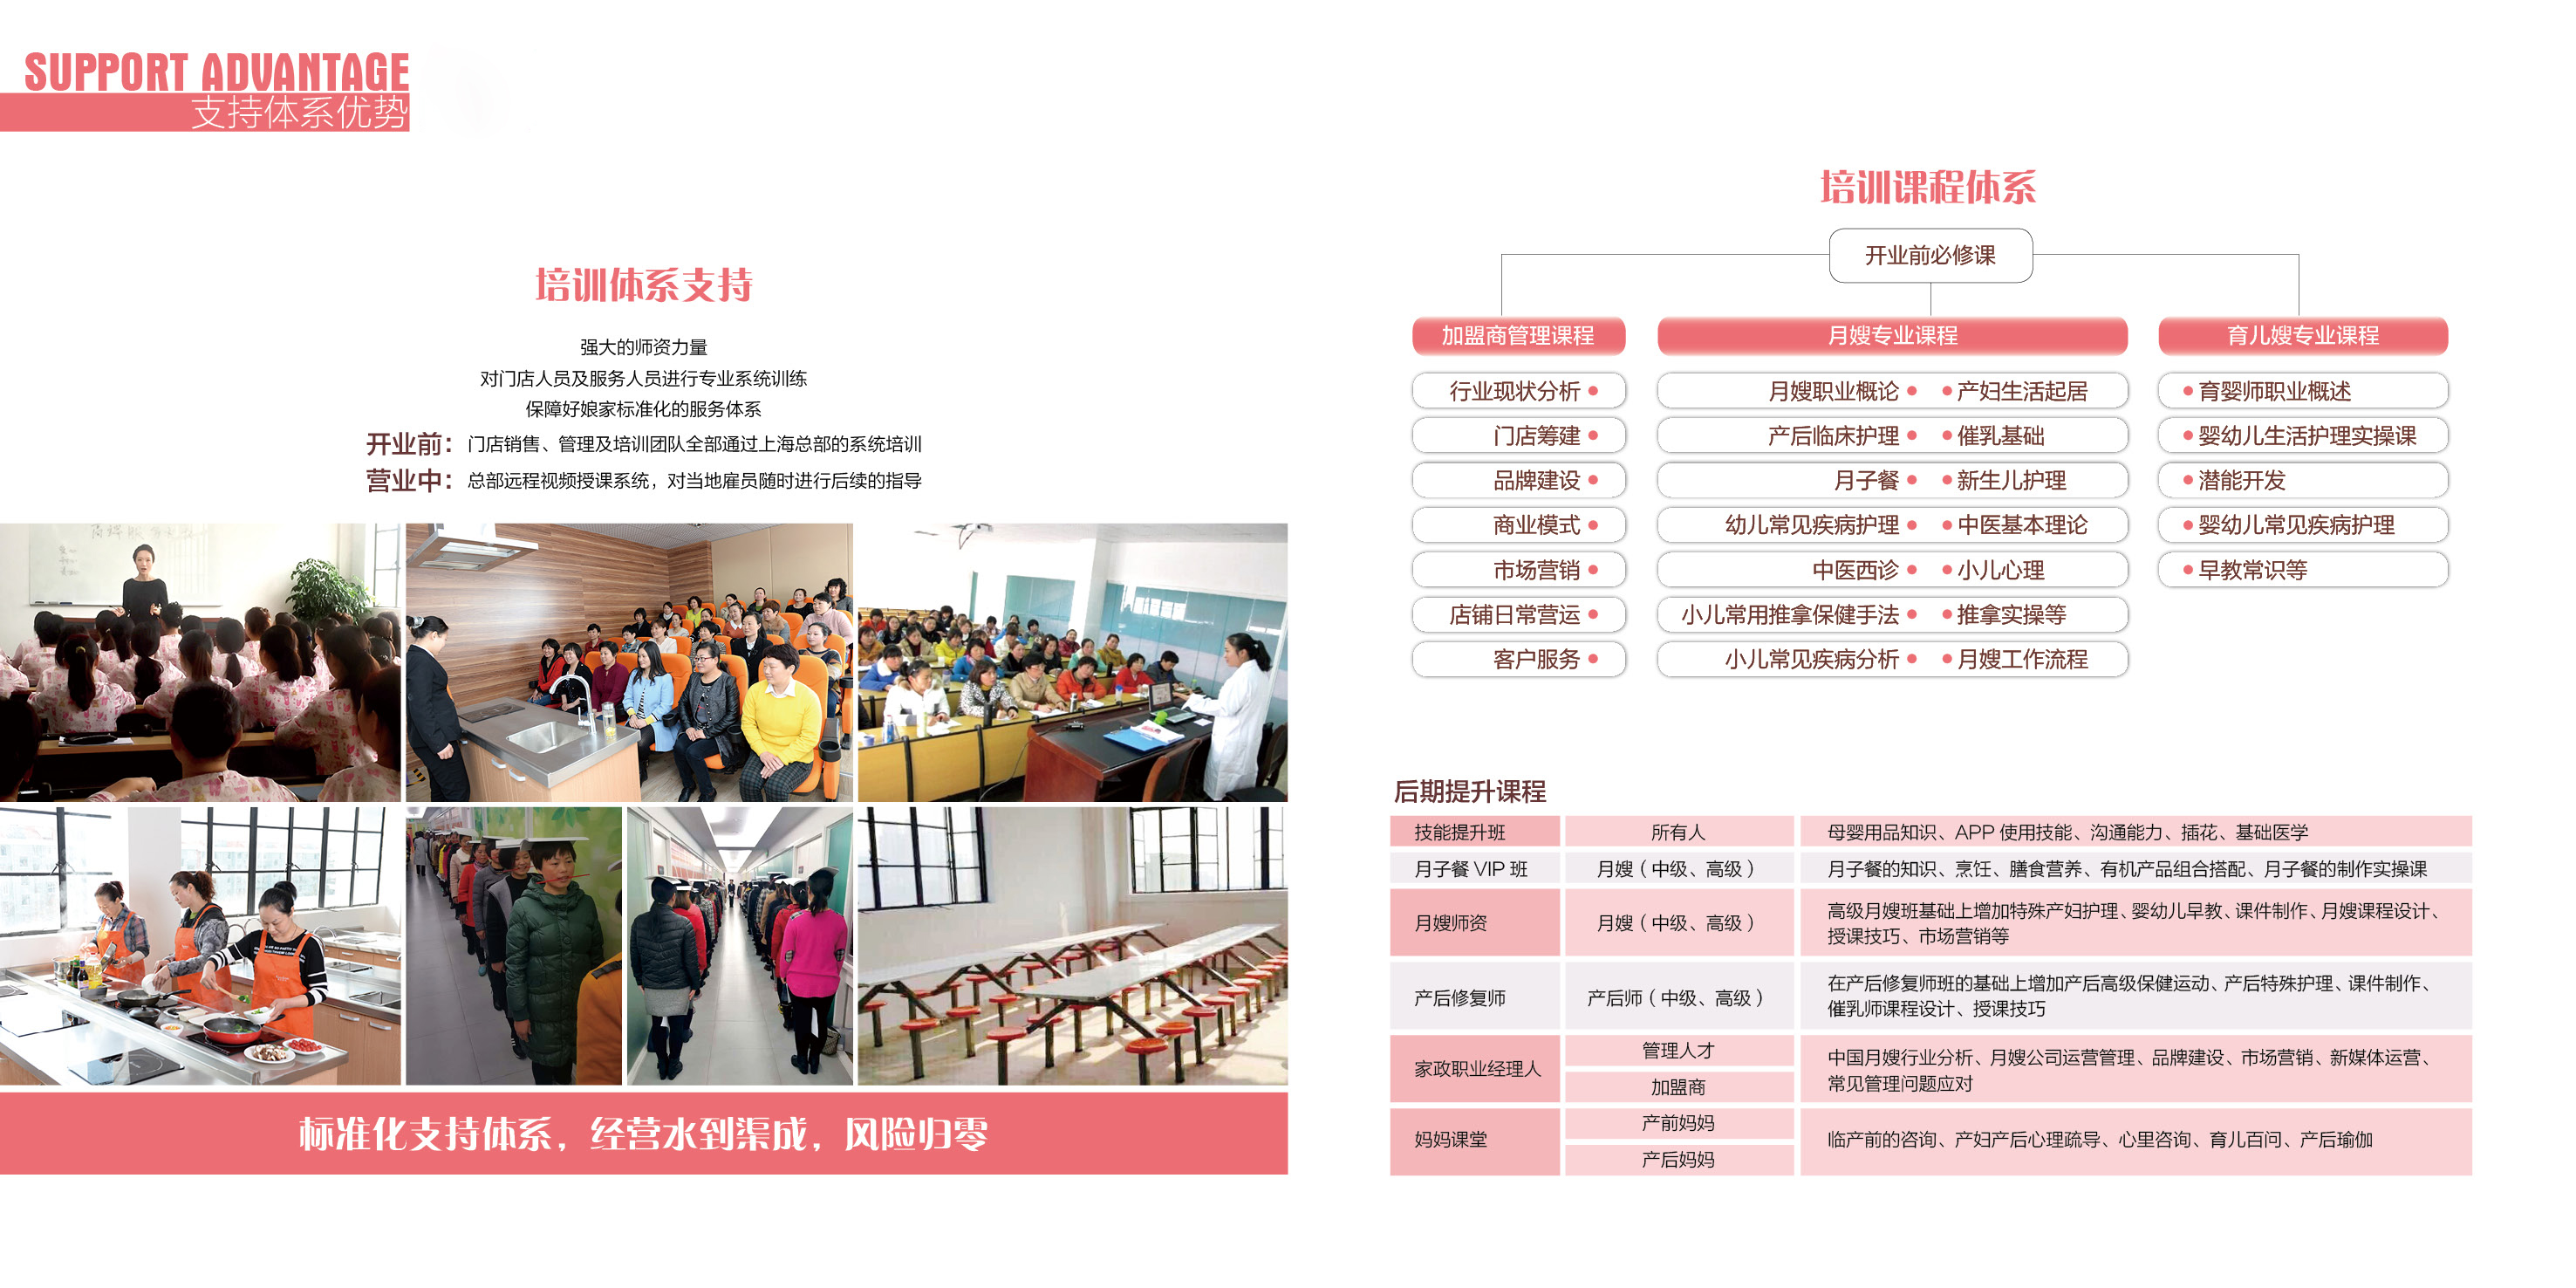 SUPPORT ADVANTAGE
支持体系优势
培训体系支持
强大的师资力量
对门店人员及服务人员进行专业系统训练
保障好娘家标准化的服务体系
开业前：门店销售、管理及培训团队全部通过上海总部的系统培训
营业中：总部远程视频授课系统，对当地雇员随时进行后续的指导
标准化支持体系，经营水到渠成，风险归零
培训课程体系
开业前必修课
加盟商管理课程
行业现状分析
门店筹建
品牌建设
商业模式
市场营销
店铺日常营运
客户服务
月嫂专业课程
月嫂职业概论 产妇生活起居
产后临床护理 催乳基础
月子餐 新生儿护理
幼儿常见疾病护理 中医基本理论
中医西诊 小儿心理
小儿常用推拿保健手法 推拿实操等
小儿常见疾病分析 月嫂工作流程
育儿嫂专业课程
育婴师职业概述
婴幼儿生活护理实操课
潜能开发
婴幼儿常见疾病护理
早教常识等
后期提升课程
技能提升班 所有人 母婴用品知识、APP 使用技能、沟通能力、插花、基础医学
月子餐 VIP 班 月嫂（中级、高级） 月子餐的知识、烹饪、膳食营养、有机产品组合搭配、月子餐的制作实操课
月嫂师资 月嫂（中级、高级） 高级月嫂班基础上增加特殊产妇护理、婴幼儿早教、课件制作、月嫂课程设计、
授课技巧、市场营销等
产后修复师 产后师（中级、高级） 在产后修复师班的基础上增加产后高级保健运动、产后特殊护理、课件制作、
催乳师课程设计、授课技巧
家政职业经理人
管理人才
加盟商
中国月嫂行业分析、月嫂公司运营管理、品牌建设、市场营销、新媒体运营、
常见管理问题应对
妈妈课堂
产前妈妈
产后妈妈
临产前的咨询、产妇产后心理疏导、心里咨询、育儿百问、产后瑜伽